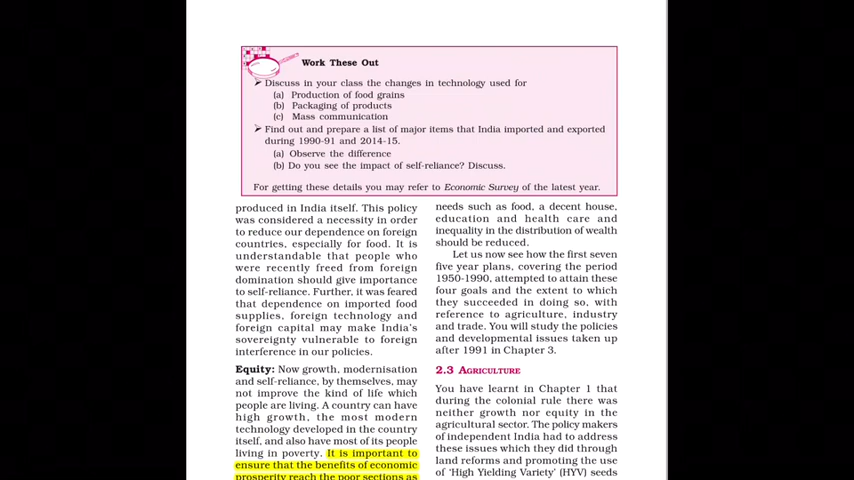 Work These Out
➢ Discuss in your class the changes in technology used for
(a) Production of food grains
(b) Packaging of products
(c) Mass communication
➢ Find out and prepare a list of major items that India imported and exported
during 1990-91 and 2014-15.
(a) Observe the difference
(b) Do you see the impact of self-reliance? Discuss.
For getting these details you may refer to Economic Survey of the latest year.
produced in India itself. This policy
was considered a necessity in order
to reduce our dependence on foreign
countries, especially for food. It is
understandable that people who
were recently freed from foreign
domination should give importance
to self-reliance. Further, it was feared
that dependence on imported food
supplies, foreign technology and
foreign capital may make India's
sovereignty vulnerable to foreign
interference in our policies.
Equity: Now growth, modernisation
and self-reliance, by themselves, may
not improve the kind of life which
people are living. A country can have
high growth, the most modern
technology developed in the country
itself, and also have most of its people
living in poverty. It is important to
ensure that the benefits of economic
prosperity reach the poor sections as
needs such as food, a decent house,
education and health care and
inequality in the distribution of wealth
should be reduced.
Let us now see how the first seven
five year plans, covering the period
1950-1990, attempted to attain these
four goals and the extent to which
they succeeded in doing so, with
reference to agriculture, industry
and trade. You will study the policies
and developmental issues taken up
after 1991 in Chapter 3.
2.3 AGRICULTURE
You have learnt in Chapter 1 that
during the colonial rule there was
neither growth nor equity in the
agricultural sector. The policy makers
of independent India had to address
these issues which they did through
land reforms and promoting the use
of 'High Yielding Variety' (HYV) seeds